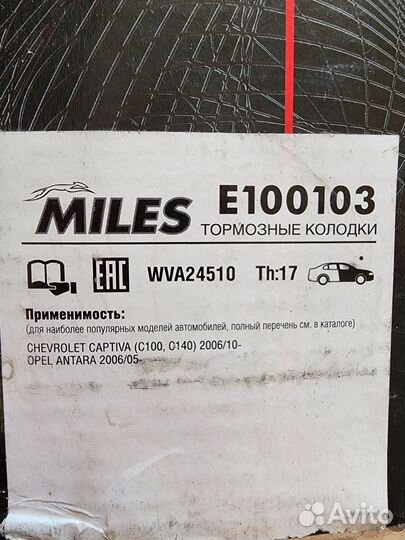 MILES
E100103
ТОРМОЗНЫЕ КОЛОДКИ
EAC WVA24510 Th:17
Применимость:
(для наиболее популярных моделей автомобилей, полный перечень см. в каталоге)
CHEVROLET CAPTIVA (C100, C140) 2006/10-
OPEL ANTARA 2006/05-
Avito